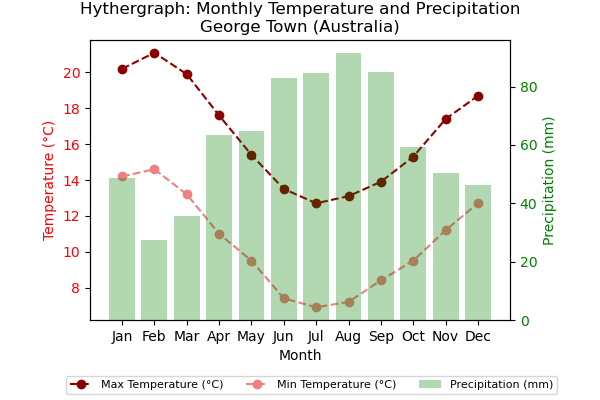 Hythergraph: Monthly Temperature and Precipitation
George Town (Australia)
Temperature (°C)
20
18
16
14
12
10
8
Precipitation (mm)
80
60
40
20
0
Jan Feb Mar Apr May Jun Jul Aug Sep Oct Nov Dec
Month
Max Temperature (°C) Min Temperature (°C) Precipitation (mm)